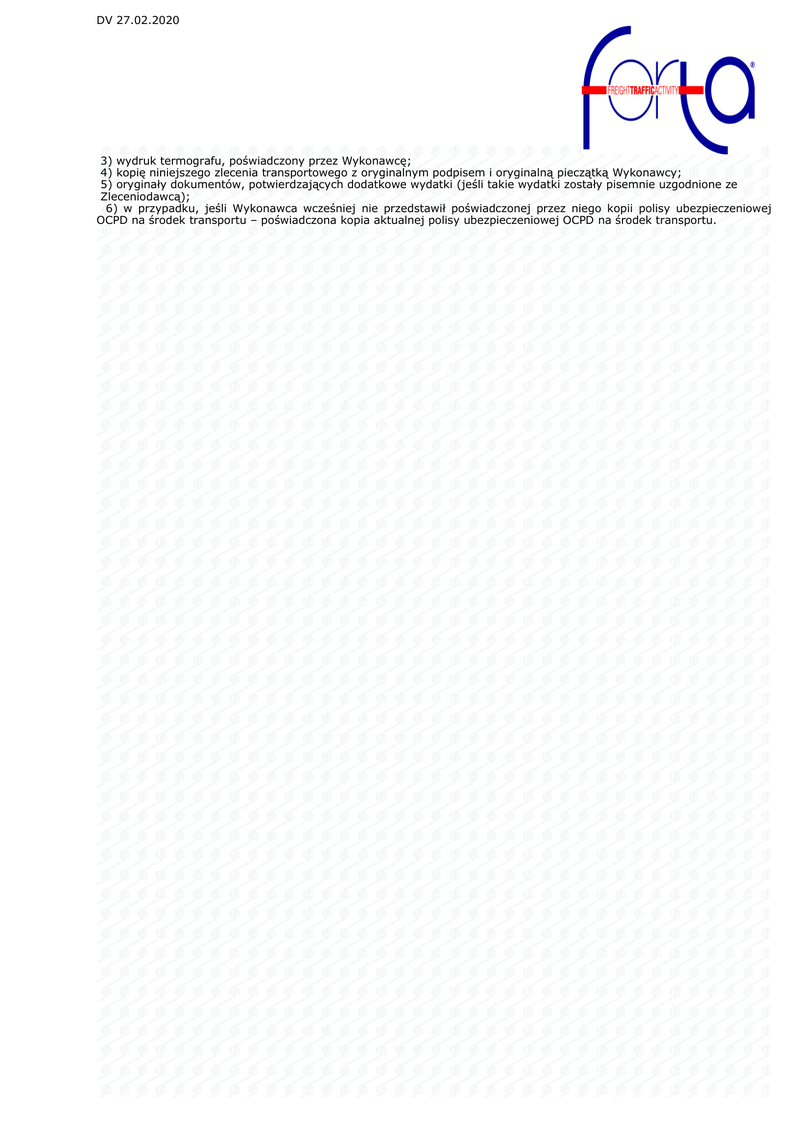 DV 27.02.2020
forta
®
FREIGHTTRAFFICACTIVITY
3) wydruk termografu, poświadczony przez Wykonawcę;
4) kopię niniejszego zlecenia transportowego z oryginalnym podpisem i oryginalną pieczątką Wykonawcy;
5) oryginały dokumentów, potwierdzających dodatkowe wydatki (jeśli takie wydatki zostały pisemnie uzgodnione ze
Zleceniodawcą);
6) w przypadku, jeśli Wykonawca wcześniej nie przedstawił poświadczonej przez niego kopii polisy ubezpieczeniowej
OCPD na środek transportu – poświadczona kopia aktualnej polisy ubezpieczeniowej OCPD na środek transportu.